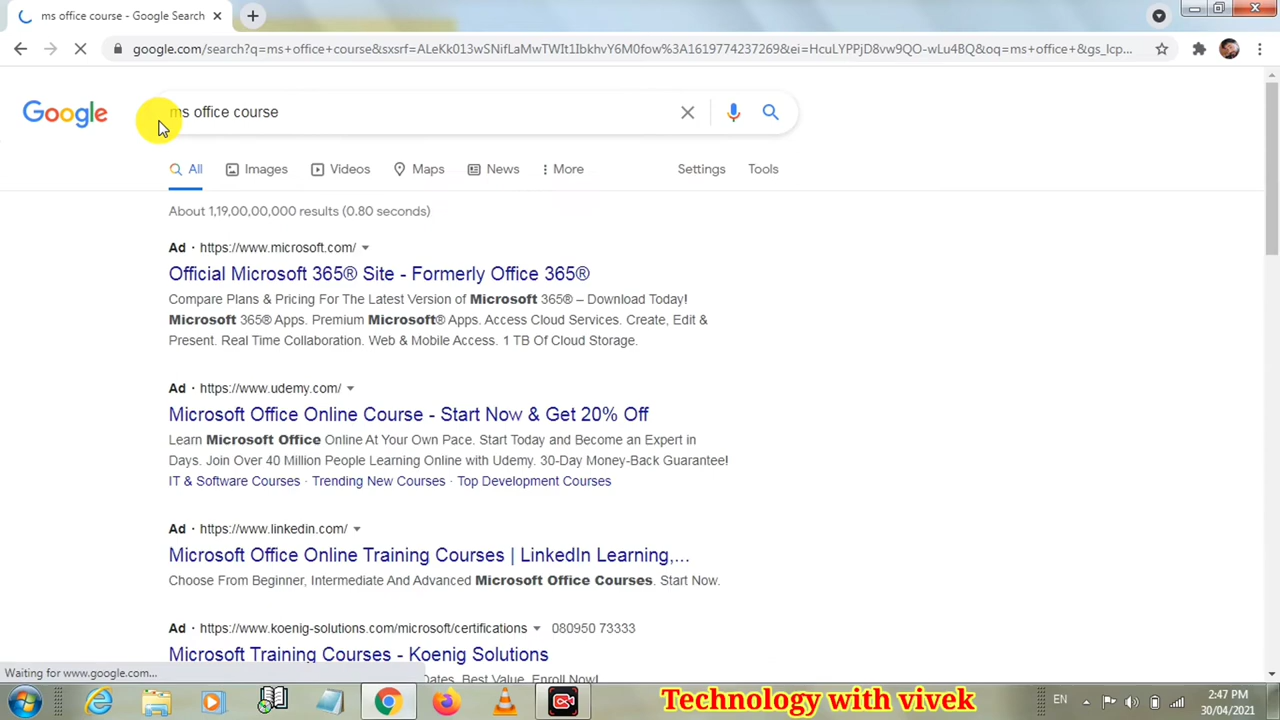 ms office course - Google Search
google.com/search?q=ms+office+course&sxsrf=ALeKk013wSNifLaMwTWIt1IbkhvY6M0fow%3A1619774237269&ei=HcuLYPPjD8vw9QO-wLu4BQ&oq=ms+office+&gs_lcp...
Google
ms office course
All Images Videos Maps News More Settings Tools
About 1,19,00,00,000 results (0.80 seconds)
Ad · https://www.microsoft.com/
Official Microsoft 365® Site - Formerly Office 365®
Compare Plans & Pricing For The Latest Version of Microsoft 365® – Download Today!
Microsoft 365® Apps. Premium Microsoft® Apps. Access Cloud Services. Create, Edit &
Present. Real Time Collaboration. Web & Mobile Access. 1 TB Of Cloud Storage.
Ad · https://www.udemy.com/
Microsoft Office Online Course - Start Now & Get 20% Off
Learn Microsoft Office Online At Your Own Pace. Start Today and Become an Expert in
Days. Join Over 40 Million People Learning Online with Udemy. 30-Day Money-Back Guarantee!
IT & Software Courses · Trending New Courses · Top Development Courses
Ad · https://www.linkedin.com/
Microsoft Office Online Training Courses | LinkedIn Learning,...
Choose From Beginner, Intermediate And Advanced Microsoft Office Courses. Start Now.
Ad · https://www.koenig-solutions.com/microsoft/certifications 080950 73333
Microsoft Training Courses - Koenig Solutions
Dates, Best Value, Enroll Now!
Waiting for www.google.com...
Technology with vivek
EN
2:47 PM
30/04/2021